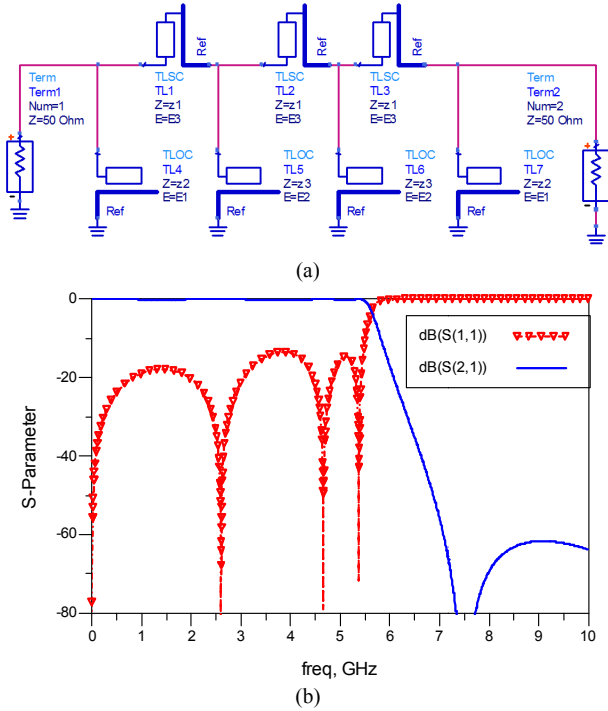 Ref
Ref
Ref
Term
Term1
Num=1
Z=50 Ohm
TLSC
TL1
Z=z1
E=E3
TLSC
TL2
Z=z1
E=E3
TLSC
TL3
Z=z1
E=E3
Term
Term2
Num=2
Z=50 Ohm
TLOC
TL4
Z=z2
E=E1
Ref
TLOC
TL5
Z=z3
E=E2
Ref
TLOC
TL6
Z=z3
E=E2
Ref
TLOC
TL7
Z=z2
E=E1
Ref
(a)
0
-20
-40
-60
-80
S-Parameter
dB(S(1,1))
dB(S(2,1))
0 1 2 3 4 5 6 7 8 9 10
freq, GHz
(b)